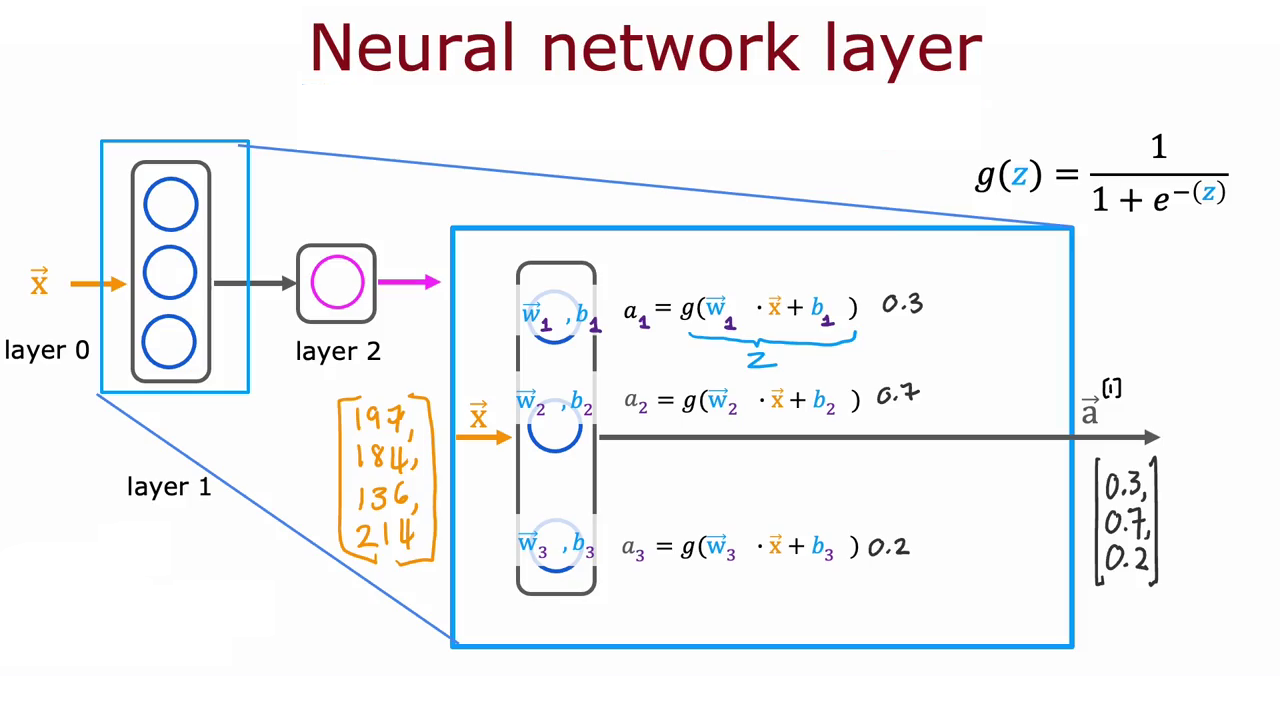 Neural network layer
g(z) = 1 / (1 + e^−(z))
x⃗
layer 0
layer 1
layer 2
[197,
184,
136,
214]
x⃗
w⃗₁ , b₁
a₁ = g(w⃗₁ · x⃗ + b₁ ) 0.3
z
w⃗₂ , b₂
a₂ = g(w⃗₂ · x⃗ + b₂ ) 0.7
w⃗₃ , b₃
a₃ = g(w⃗₃ · x⃗ + b₃ ) 0.2
a⃗^[1]
[0.3,
0.7,
0.2]